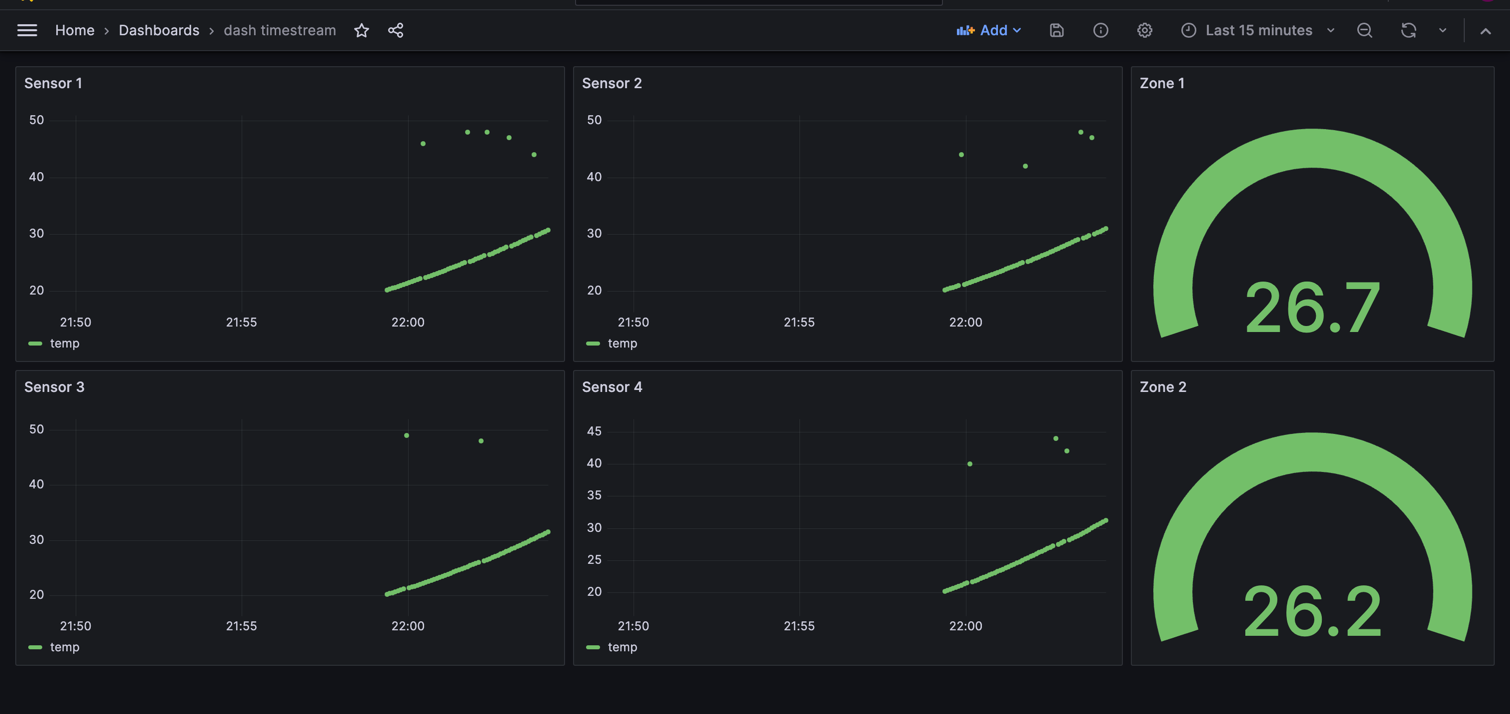 Home > Dashboards > dash timestream
Add
Last 15 minutes
Sensor 1
50
40
30
20
21:50 21:55 22:00
temp
Sensor 2
50
40
30
20
21:50 21:55 22:00
temp
Zone 1
26.7
Sensor 3
50
40
30
20
21:50 21:55 22:00
temp
Sensor 4
45
40
35
30
25
20
21:50 21:55 22:00
temp
Zone 2
26.2